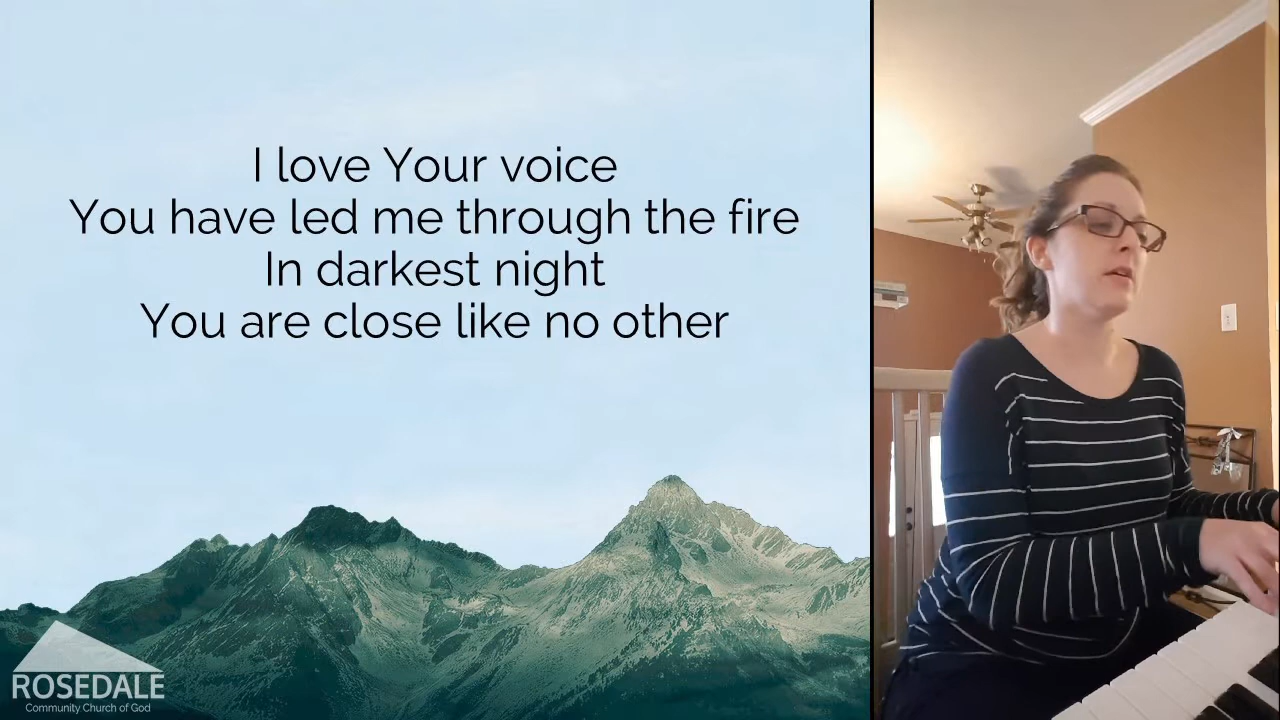 I love Your voice
You have led me through the fire
In darkest night
You are close like no other
ROSEDALE
Community Church of God